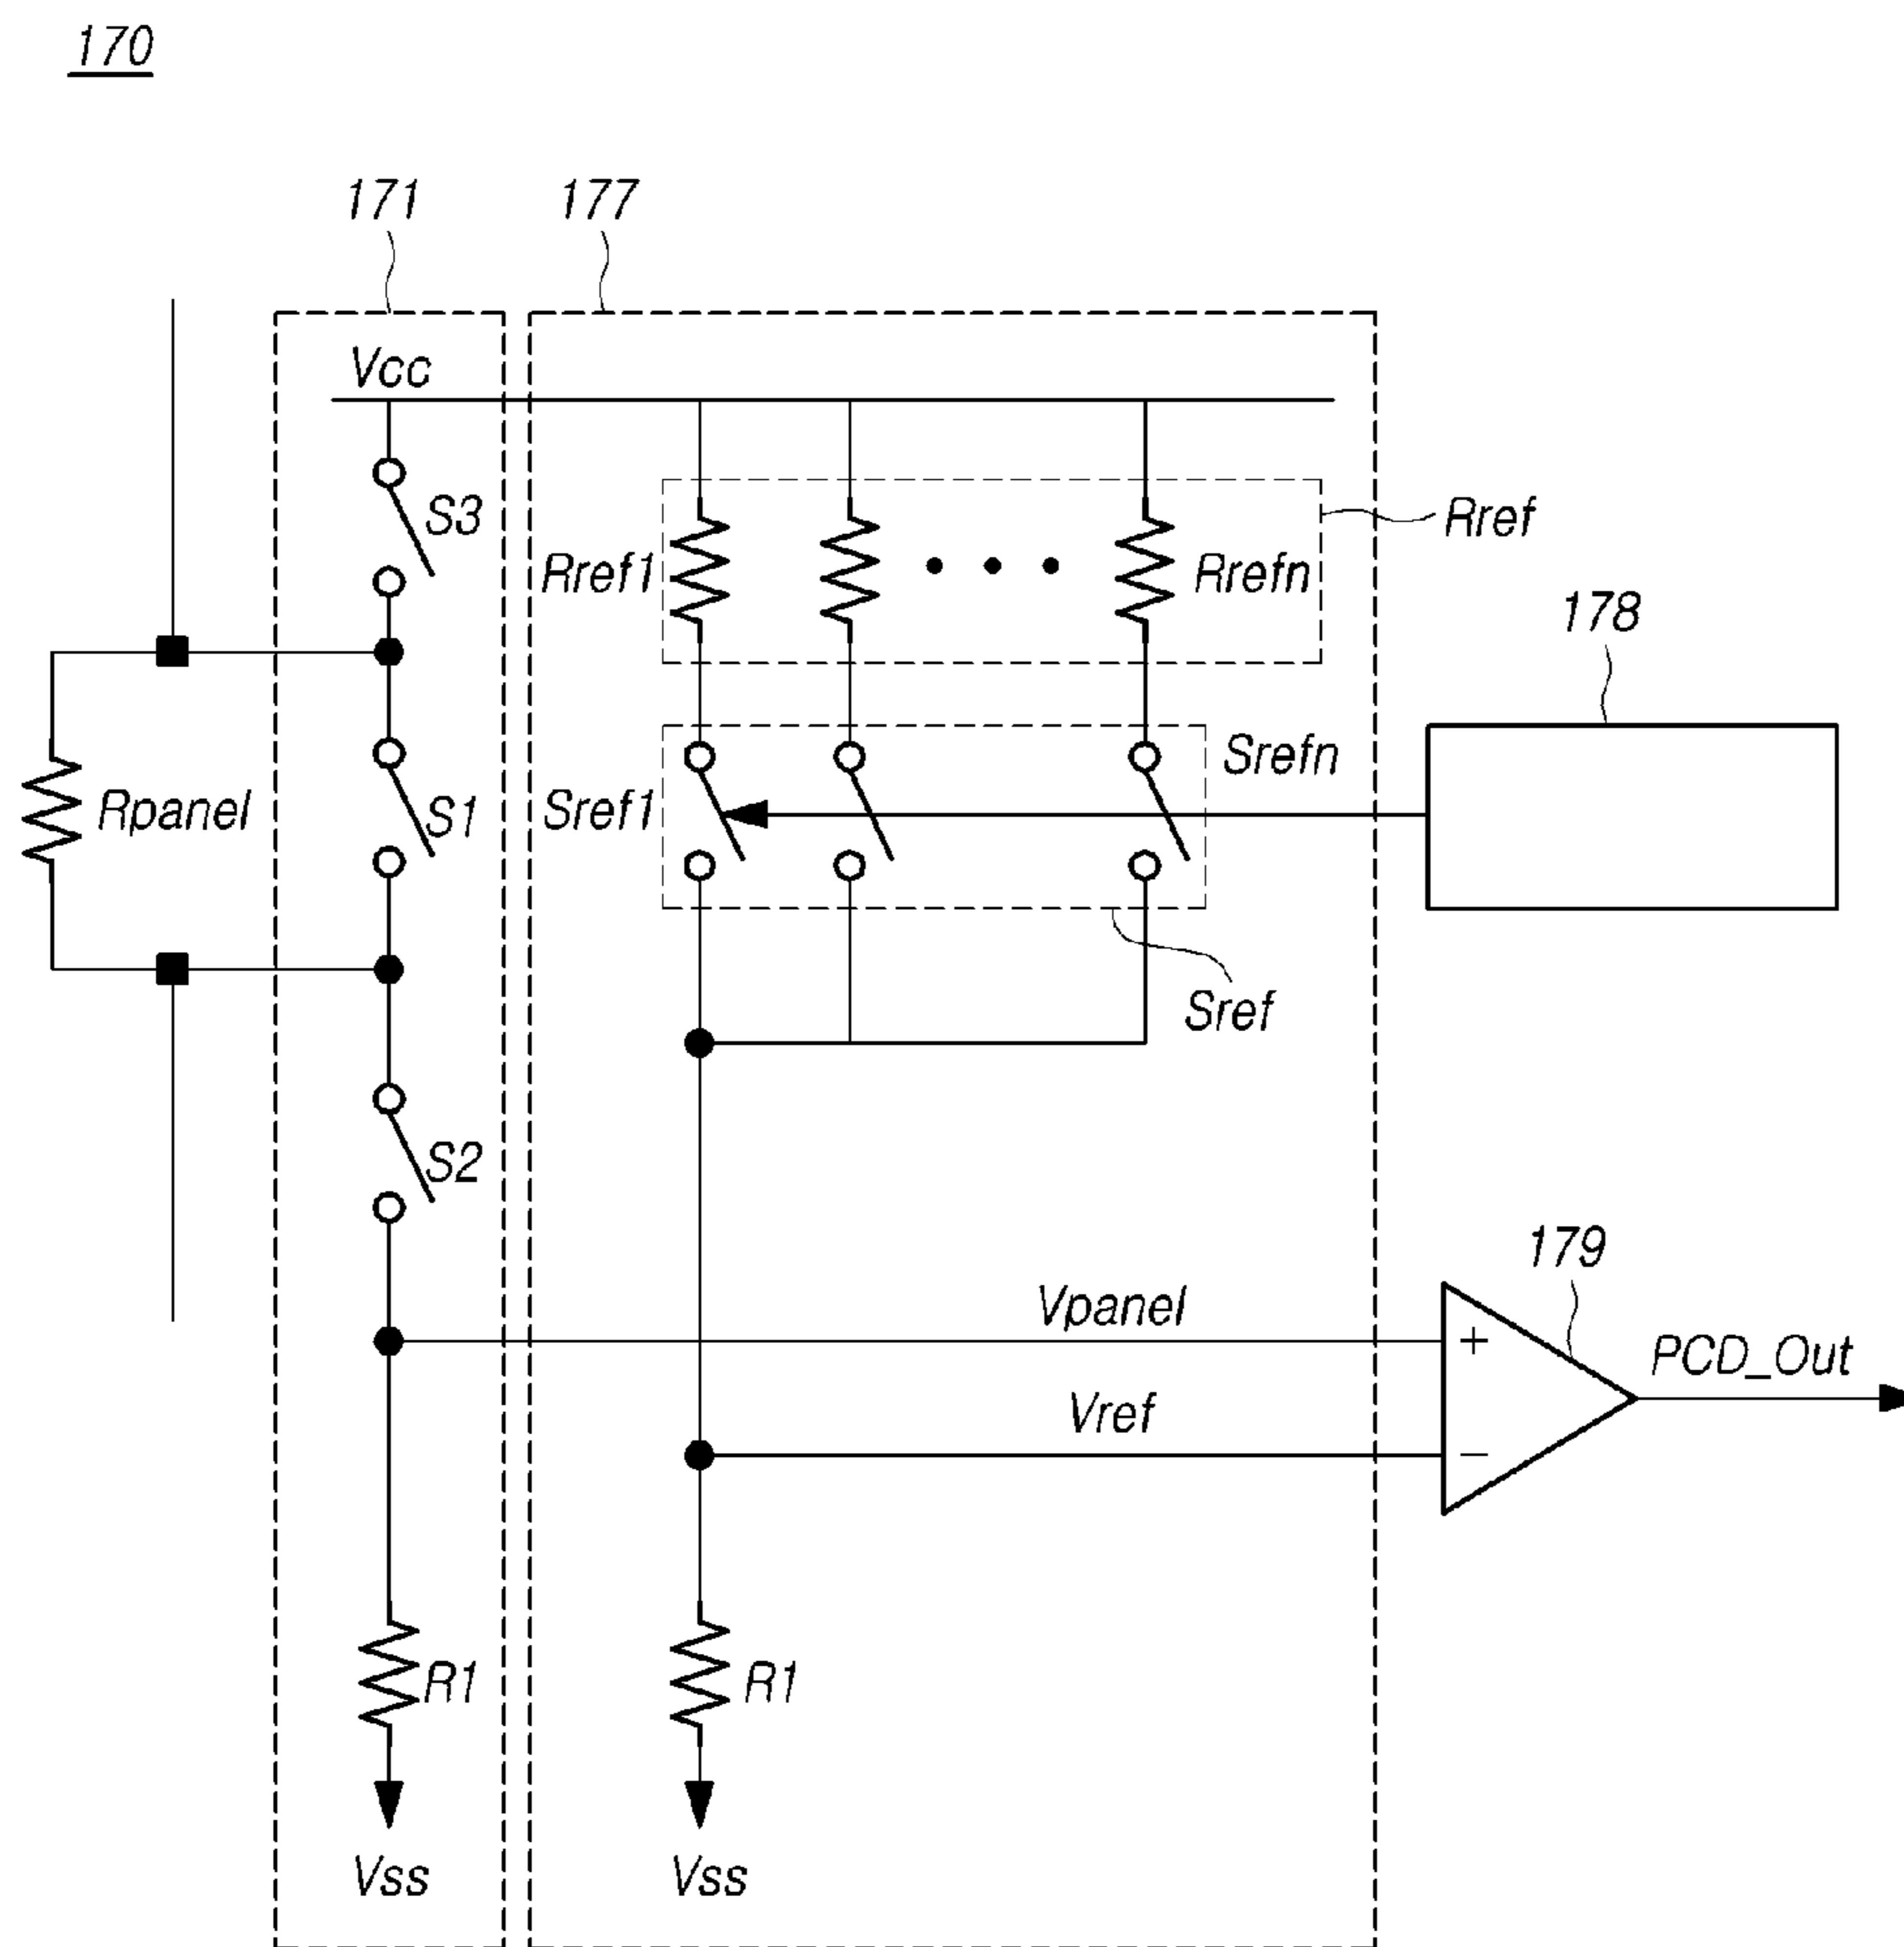 170
171
177
Vcc
S3
Rref1
Rrefn
Rref
178
Rpanel
S1
Sref1
Srefn
Sref
S2
179
Vpanel
+
PCD_Out
Vref
−
R1
R1
Vss
Vss